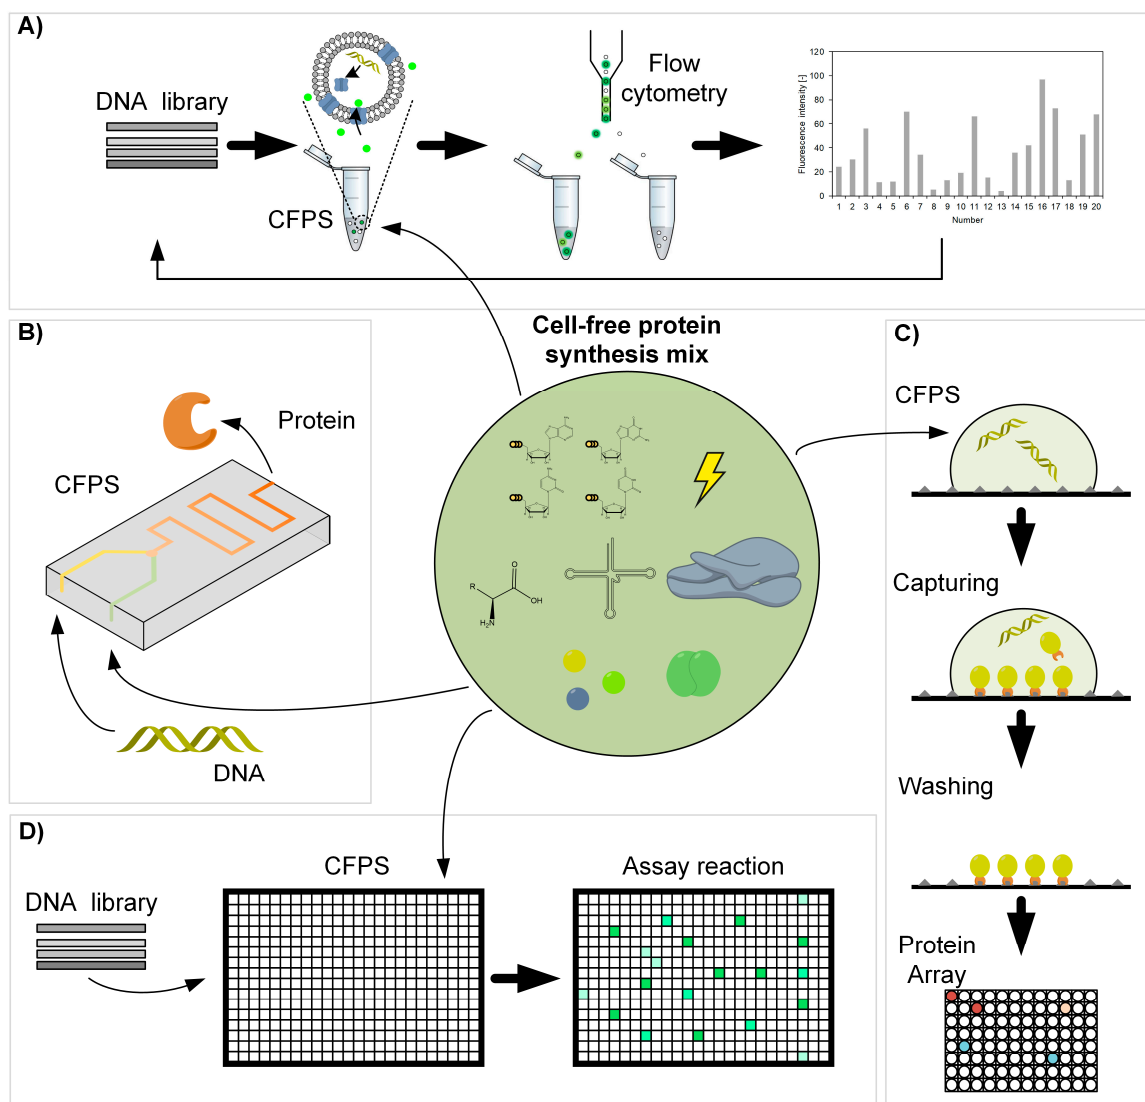 A)
DNA library
CFPS
Flow
cytometry
Fluorescence intensity [-]
120
100
80
60
40
20
0
1 2 3 4 5 6 7 8 9 10 11 12 13 14 15 16 17 18 19 20
Number
B)
Protein
CFPS
DNA
Cell-free protein
synthesis mix
R
O
OH
H2N
C)
CFPS
Capturing
Washing
Protein
Array
D)
DNA library
CFPS
Assay reaction